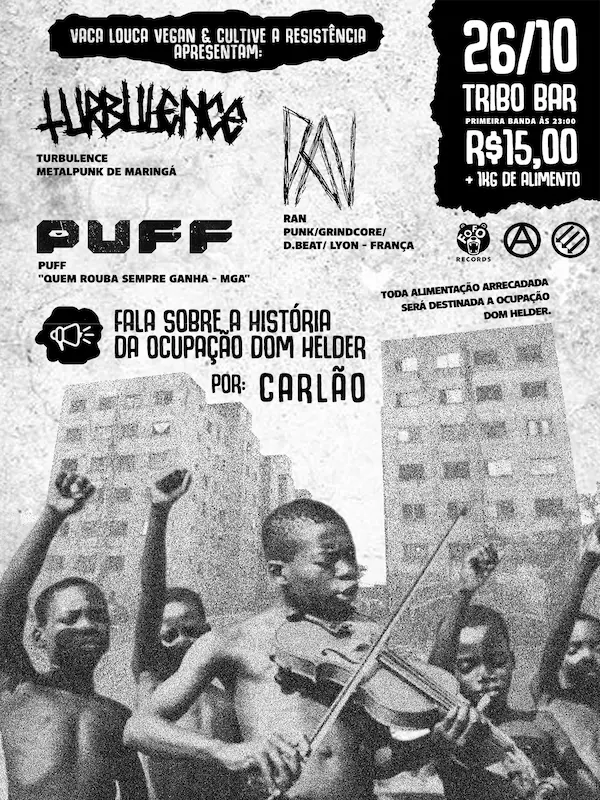 VACA LOUCA VEGAN & CULTIVE A RESISTÊNCIA
APRESENTAM:
26/10
TRIBO BAR
PRIMEIRA BANDA ÀS 23:00
R$15,00
+ 1KG DE ALIMENTO
TURBULENCE
TURBULENCE
METALPUNK DE MARINGÁ
RAN
RAN
PUNK/GRINDCORE/
D.BEAT/ LYON - FRANÇA
PUFF
PUFF
"QUEM ROUBA SEMPRE GANHA - MGA"
RECORDS
TODA ALIMENTAÇÃO ARRECADADA
SERÁ DESTINADA A OCUPAÇÃO
DOM HELDER.
FALA SOBRE A HISTÓRIA
DA OCUPAÇÃO DOM HELDER
POR: CARLÃO